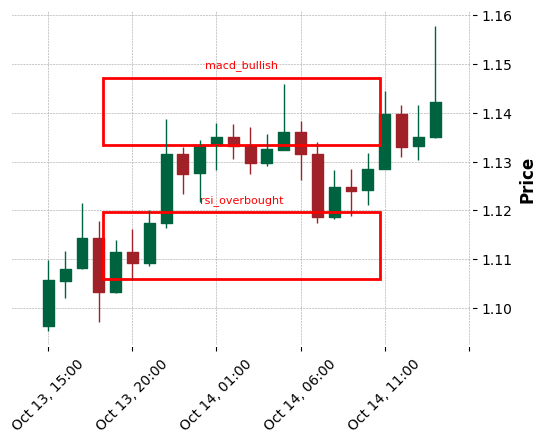 1.16
1.15
macd_bullish
1.14
1.13
rsi_overbought
1.12
1.11
1.10
Price
Oct 13, 15:00
Oct 13, 20:00
Oct 14, 01:00
Oct 14, 06:00
Oct 14, 11:00